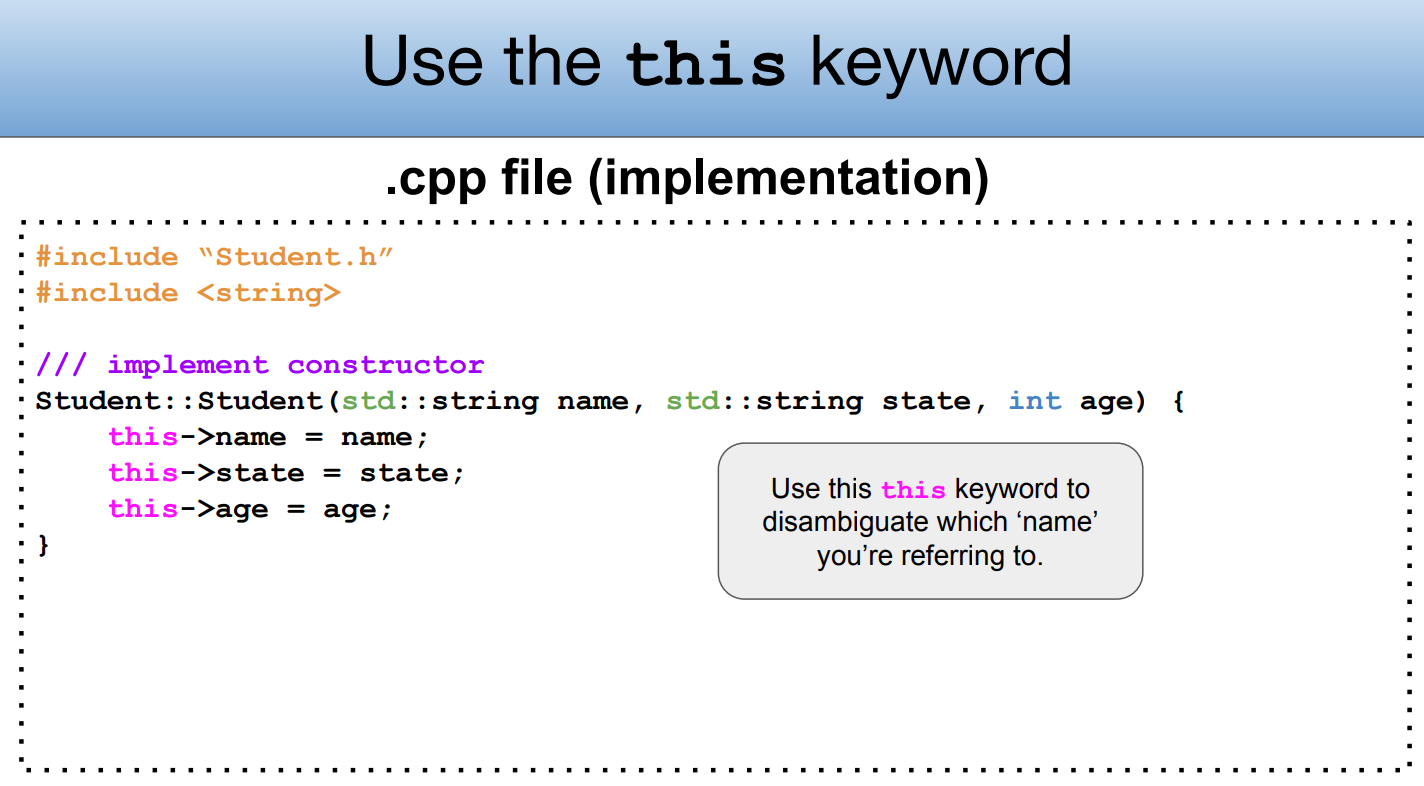 Use the this keyword
.cpp file (implementation)
#include “Student.h”
#include <string>
/// implement constructor
Student::Student(std::string name, std::string state, int age) {
this->name = name;
this->state = state;
this->age = age;
}
Use this this keyword to
disambiguate which ‘name’
you’re referring to.